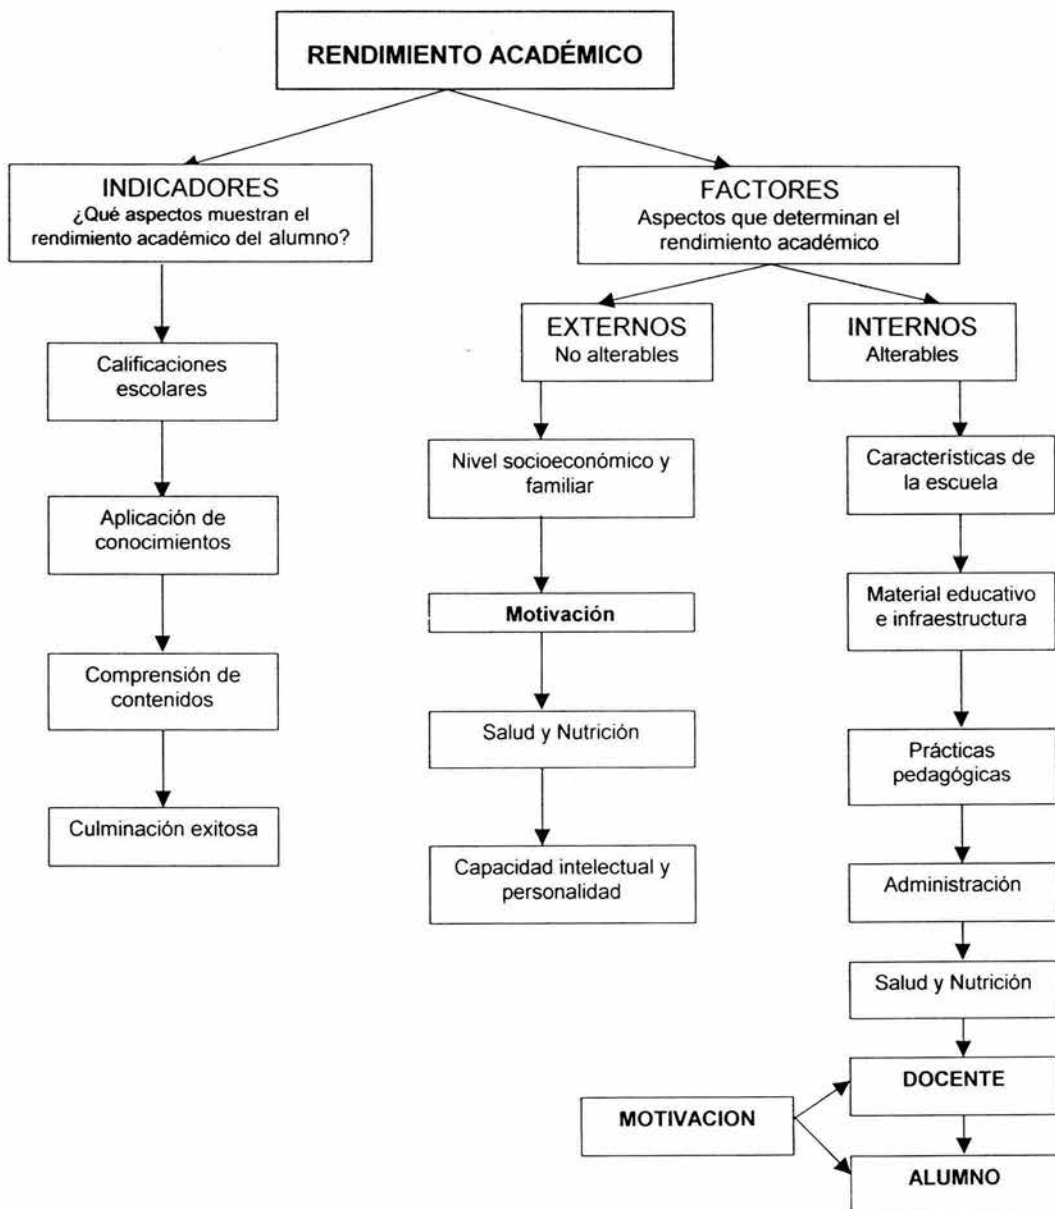 RENDIMIENTO ACADÉMICO
INDICADORES
¿Qué aspectos muestran el
rendimiento académico del alumno?
Calificaciones
escolares
Aplicación de
conocimientos
Comprensión de
contenidos
Culminación exitosa
FACTORES
Aspectos que determinan el
rendimiento académico
EXTERNOS
No alterables
Nivel socioeconómico y
familiar
Motivación
Salud y Nutrición
Capacidad intelectual y
personalidad
INTERNOS
Alterables
Características de
la escuela
Material educativo
e infraestructura
Prácticas
pedagógicas
Administración
Salud y Nutrición
DOCENTE
MOTIVACION
ALUMNO